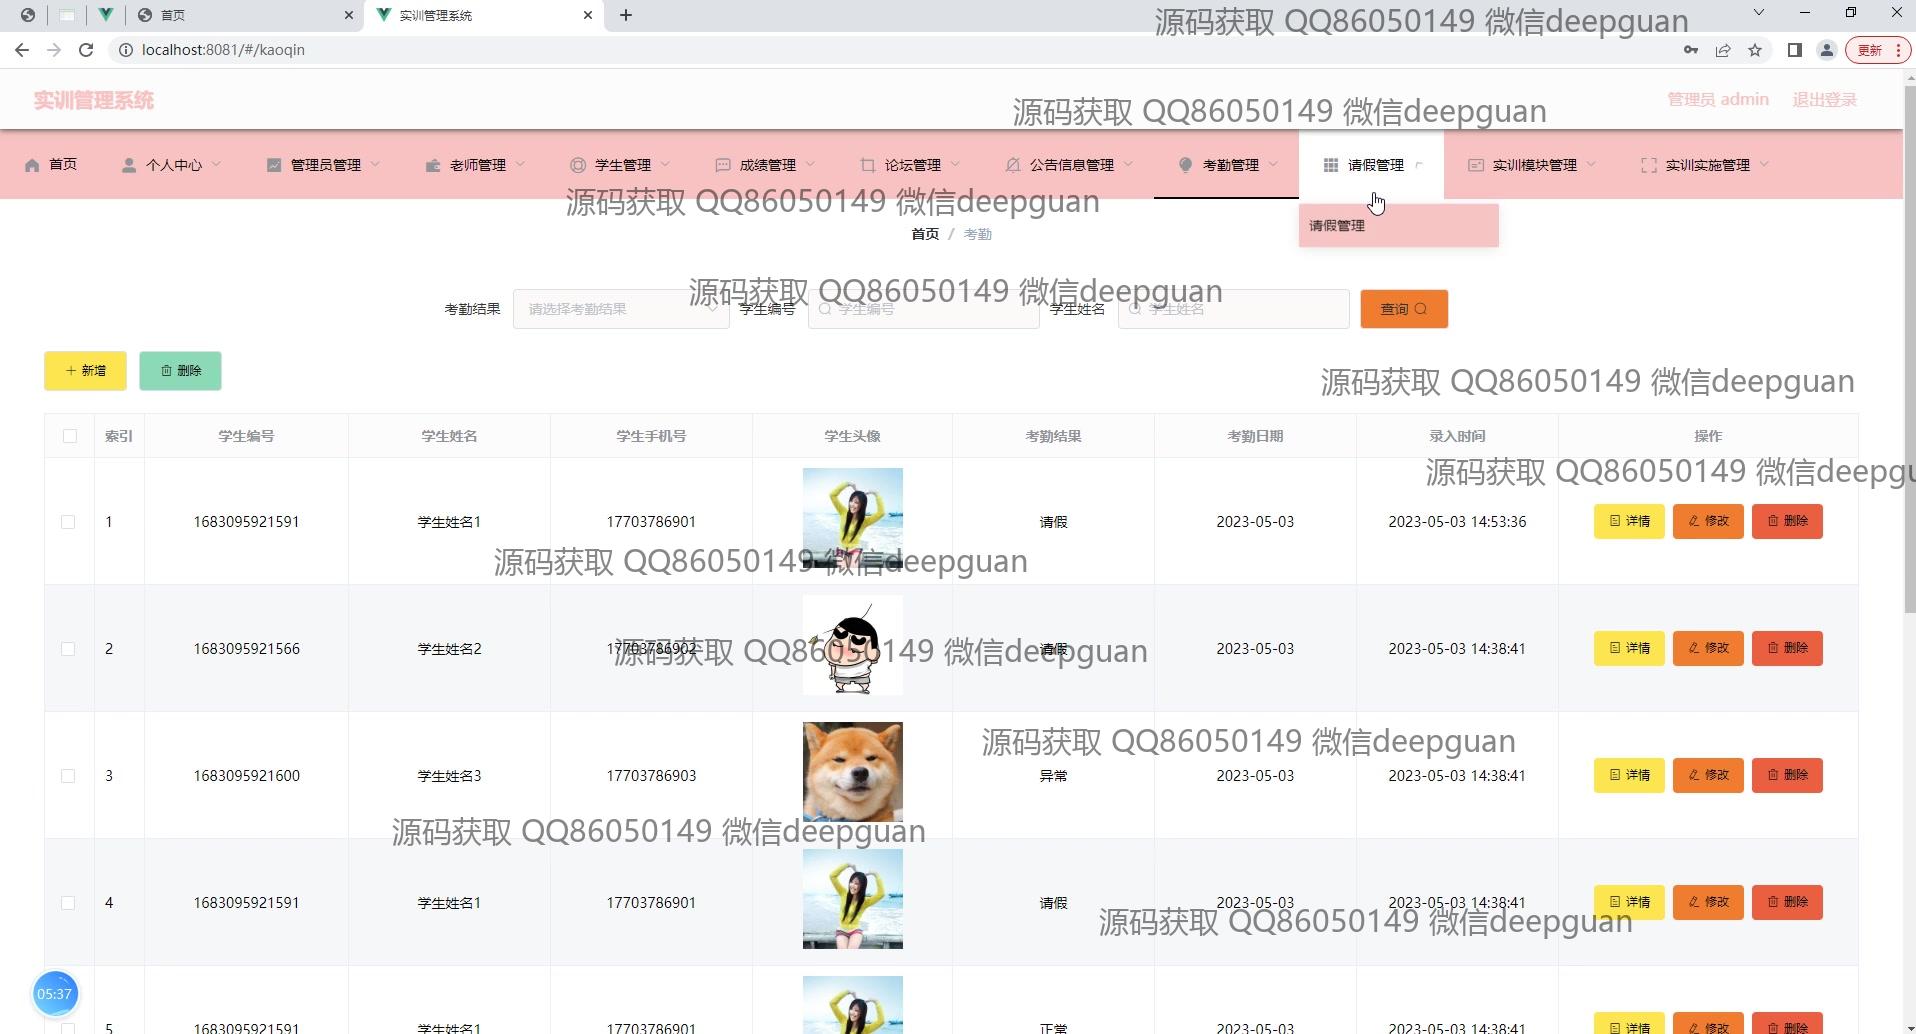 首页
实训管理系统
源码获取 QQ86050149 微信deepguan
localhost:8081/#/kaoqin
更新
实训管理系统
管理员 admin
退出登录
源码获取 QQ86050149 微信deepguan
首页 个人中心 管理员管理 老师管理 学生管理 成绩管理 论坛管理 公告信息管理 考勤管理 请假管理 实训模块管理 实训实施管理
源码获取 QQ86050149 微信deepguan
请假管理
首页 / 考勤
源码获取 QQ86050149 微信deepguan
考勤结果 请选择考勤结果 学生编号 学生编号 学生姓名 学生姓名 查询
新增 删除
源码获取 QQ86050149 微信deepguan
索引 学生编号 学生姓名 学生手机号 学生头像 考勤结果 考勤日期 录入时间 操作
源码获取 QQ86050149 微信deepgu
1 1683095921591 学生姓名1 17703786901 请假 2023-05-03 2023-05-03 14:53:36 详情 修改 删除
源码获取 QQ86050149 微信deepguan
2 1683095921566 学生姓名2 17703786902 请假 2023-05-03 2023-05-03 14:38:41 详情 修改 删除
源码获取 QQ86050149 微信deepguan
源码获取 QQ86050149 微信deepguan
3 1683095921600 学生姓名3 17703786903 异常 2023-05-03 2023-05-03 14:38:41 详情 修改 删除
源码获取 QQ86050149 微信deepguan
4 1683095921591 学生姓名1 17703786901 请假 2023-05-03 2023-05-03 14:38:41 详情 修改 删除
源码获取 QQ86050149 微信deepguan
05:37
5 1683095921591 学生姓名1 17703786901 正常 2023-05-03 2023-05-03 14:38:41 详情 修改 删除